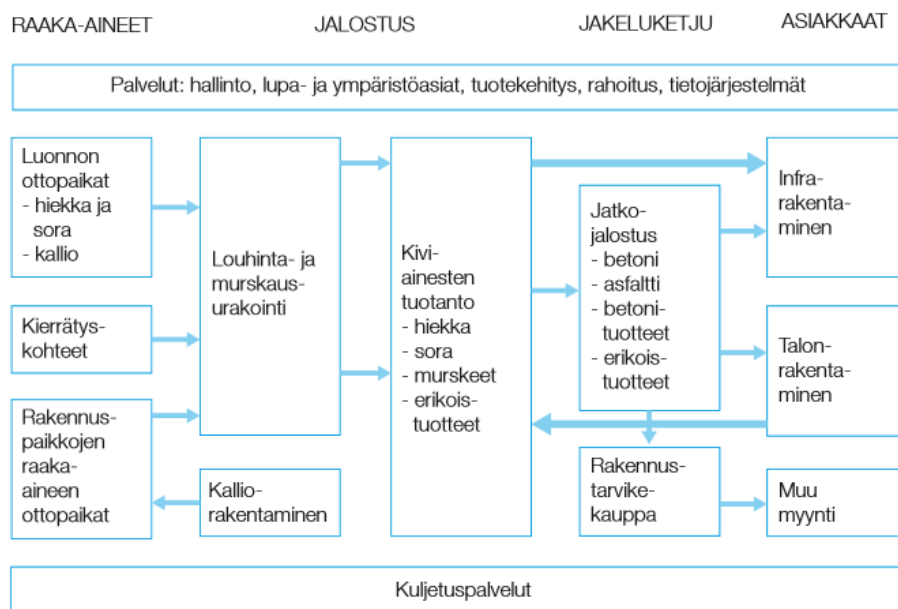 RAAKA-AINEET
JALOSTUS
JAKELUKETJU
ASIAKKAAT
Palvelut: hallinto, lupa- ja ympäristöasiat, tuotekehitys, rahoitus, tietojärjestelmät
Luonnon
ottopaikat
- hiekka ja
sora
- kallio
Kierrätys-
kohteet
Rakennus-
paikkojen
raaka-
aineen
ottopaikat
Louhinta- ja
murskaus-
urakointi
Kallio-
rakentaminen
Kivi-
ainesten
tuotanto
- hiekka
- sora
- murskeet
- erikois-
tuotteet
Jatko-
jalostus
- betoni
- asfaltti
- betoni-
tuotteet
- erikois-
tuotteet
Rakennus-
tarvike-
kauppa
Infra-
rakenta-
minen
Talon-
rakenta-
minen
Muu
myynti
Kuljetuspalvelut